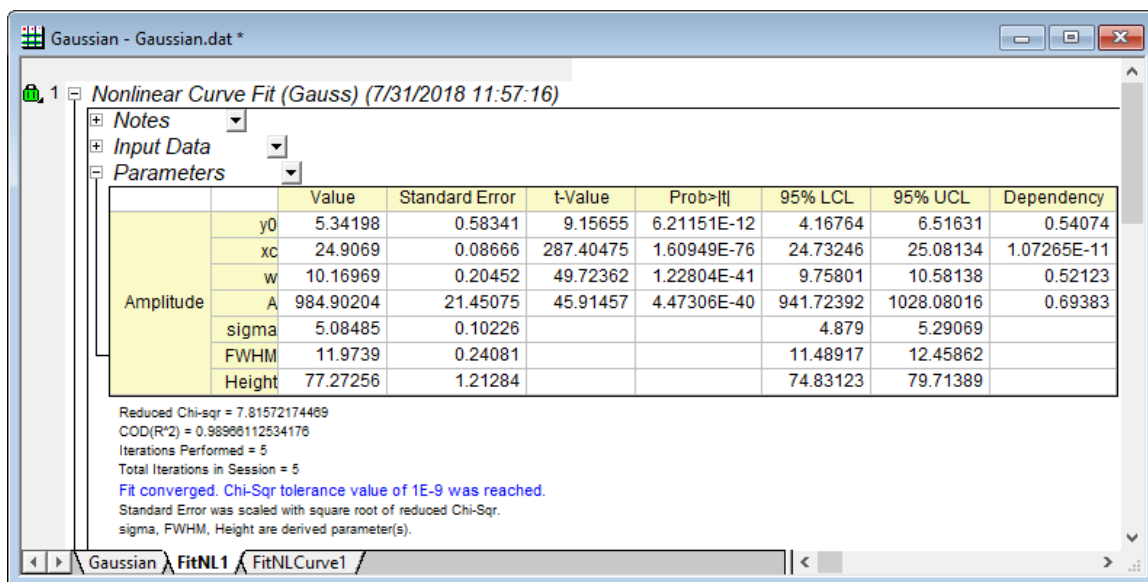 Gaussian - Gaussian.dat *
1 Nonlinear Curve Fit (Gauss) (7/31/2018 11:57:16)
Notes
Input Data
Parameters
Value Standard Error t-Value Prob>|t| 95% LCL 95% UCL Dependency
y0 5.34198 0.58341 9.15655 6.21151E-12 4.16764 6.51631 0.54074
xc 24.9069 0.08666 287.40475 1.60949E-76 24.73246 25.08134 1.07265E-11
w 10.16969 0.20452 49.72362 1.22804E-41 9.75801 10.58138 0.52123
Amplitude A 984.90204 21.45075 45.91457 4.47306E-40 941.72392 1028.08016 0.69383
sigma 5.08485 0.10226 4.879 5.29069
FWHM 11.9739 0.24081 11.48917 12.45862
Height 77.27256 1.21284 74.83123 79.71389
Reduced Chi-sqr = 7.81572174469
COD(R^2) = 0.98966112534176
Iterations Performed = 5
Total Iterations in Session = 5
Fit converged. Chi-Sqr tolerance value of 1E-9 was reached.
Standard Error was scaled with square root of reduced Chi-Sqr.
sigma, FWHM, Height are derived parameter(s).
Gaussian FitNL1 FitNLCurve1